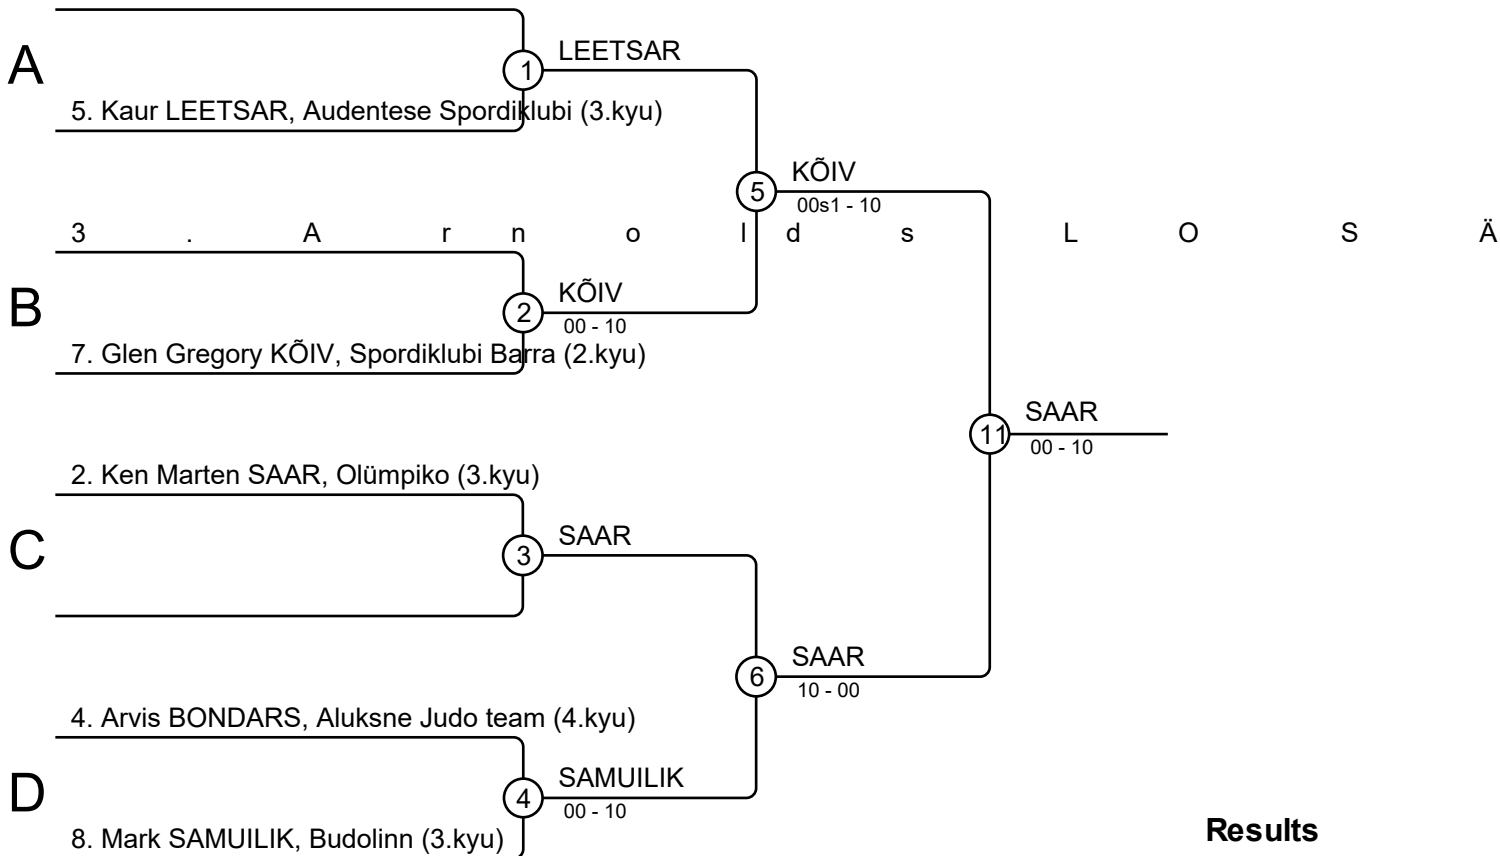 A
1
LEETSAR
5. Kaur LEETSAR, Audentese Spordiklubi (3.kyu)
5
KÕIV
00s1 - 10
3 . A r n o l d s L O S Ä
B
2
KÕIV
00 - 10
7. Glen Gregory KÕIV, Spordiklubi Barra (2.kyu)
11
SAAR
00 - 10
2. Ken Marten SAAR, Olümpiko (3.kyu)
C
3
SAAR
6
SAAR
10 - 00
4. Arvis BONDARS, Aluksne Judo team (4.kyu)
D
4
SAMUILIK
00 - 10
8. Mark SAMUILIK, Budolinn (3.kyu)
Results